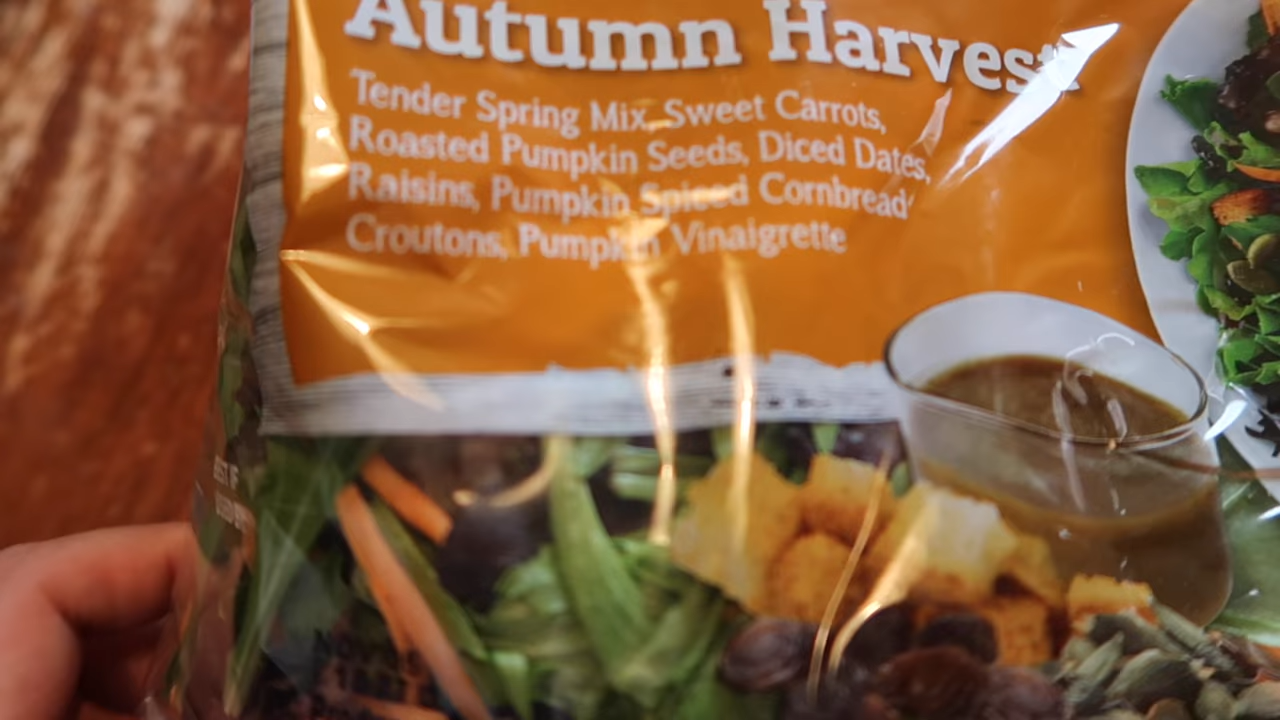 Autumn Harvest
Tender Spring Mix, Sweet Carrots,
Roasted Pumpkin Seeds, Diced Dates,
Raisins, Pumpkin Spiced Cornbread
Croutons, Pumpkin Vinaigrette